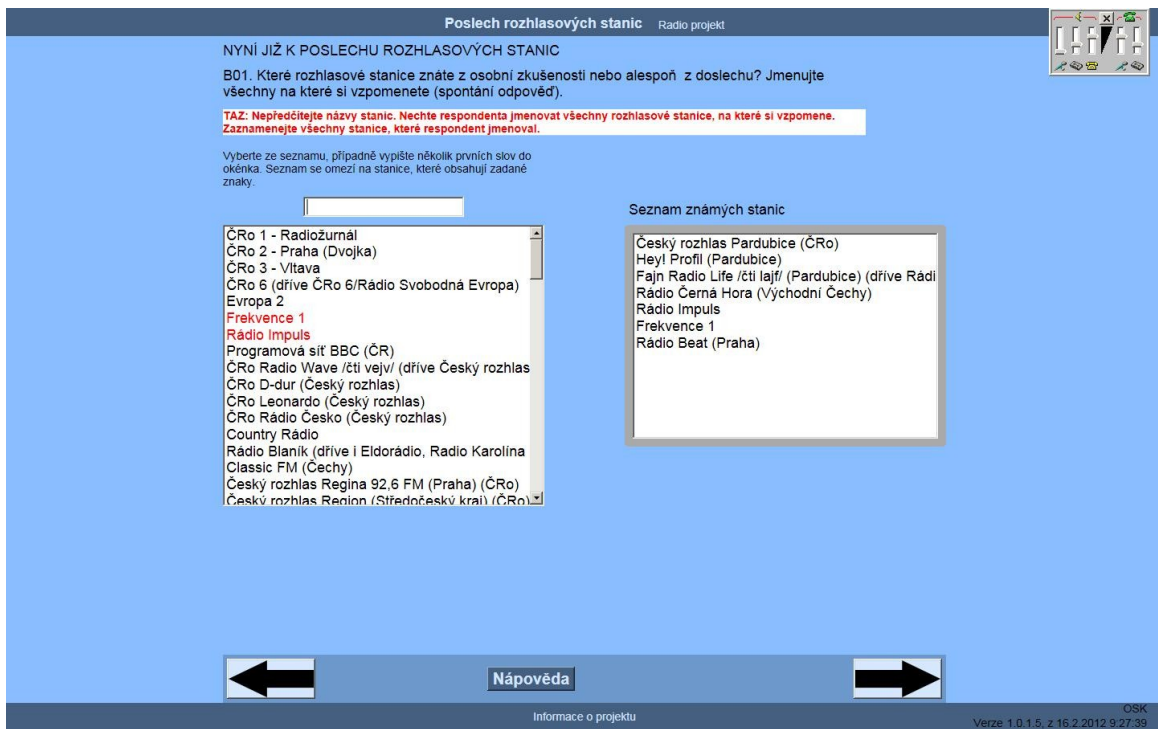 Poslech rozhlasových stanic Radio projekt
NYNÍ JIŽ K POSLECHU ROZHLASOVÝCH STANIC
B01. Které rozhlasové stanice znáte z osobní zkušenosti nebo alespoň z doslechu? Jmenujte
všechny na které si vzpomenete (spontání odpověď).
TAZ: Nepředčítejte názvy stanic. Nechte respondenta jmenovat všechny rozhlasové stanice, na které si vzpomene.
Zaznamenejte všechny stanice, které respondent jmenoval.
Vyberte ze seznamu, případně vypište několik prvních slov do
okénka. Seznam se omezí na stanice, které obsahují zadané
znaky.
ČRo 1 - Radiožurnál
ČRo 2 - Praha (Dvojka)
ČRo 3 - Vltava
ČRo 6 (dříve ČRo 6/Rádio Svobodná Evropa)
Evropa 2
Frekvence 1
Rádio Impuls
Programová síť BBC (ČR)
ČRo Radio Wave /čti vejv/ (dříve Český rozhlas
ČRo D-dur (Český rozhlas)
ČRo Leonardo (Český rozhlas)
ČRo Rádio Česko (Český rozhlas)
Country Rádio
Rádio Blaník (dříve i Eldorádio, Radio Karolína
Classic FM (Čechy)
Český rozhlas Regina 92,6 FM (Praha) (ČRo)
Český rozhlas Region (Středočeský kraj) (ČRo)
Seznam známých stanic
Český rozhlas Pardubice (ČRo)
Hey! Profil (Pardubice)
Fajn Radio Life /čti lajf/ (Pardubice) (dříve Rádi
Rádio Černá Hora (Východní Čechy)
Rádio Impuls
Frekvence 1
Rádio Beat (Praha)
Nápověda
Informace o projektu
OSK
Verze 1.0.1.5, z 16.2.2012 9:27:39